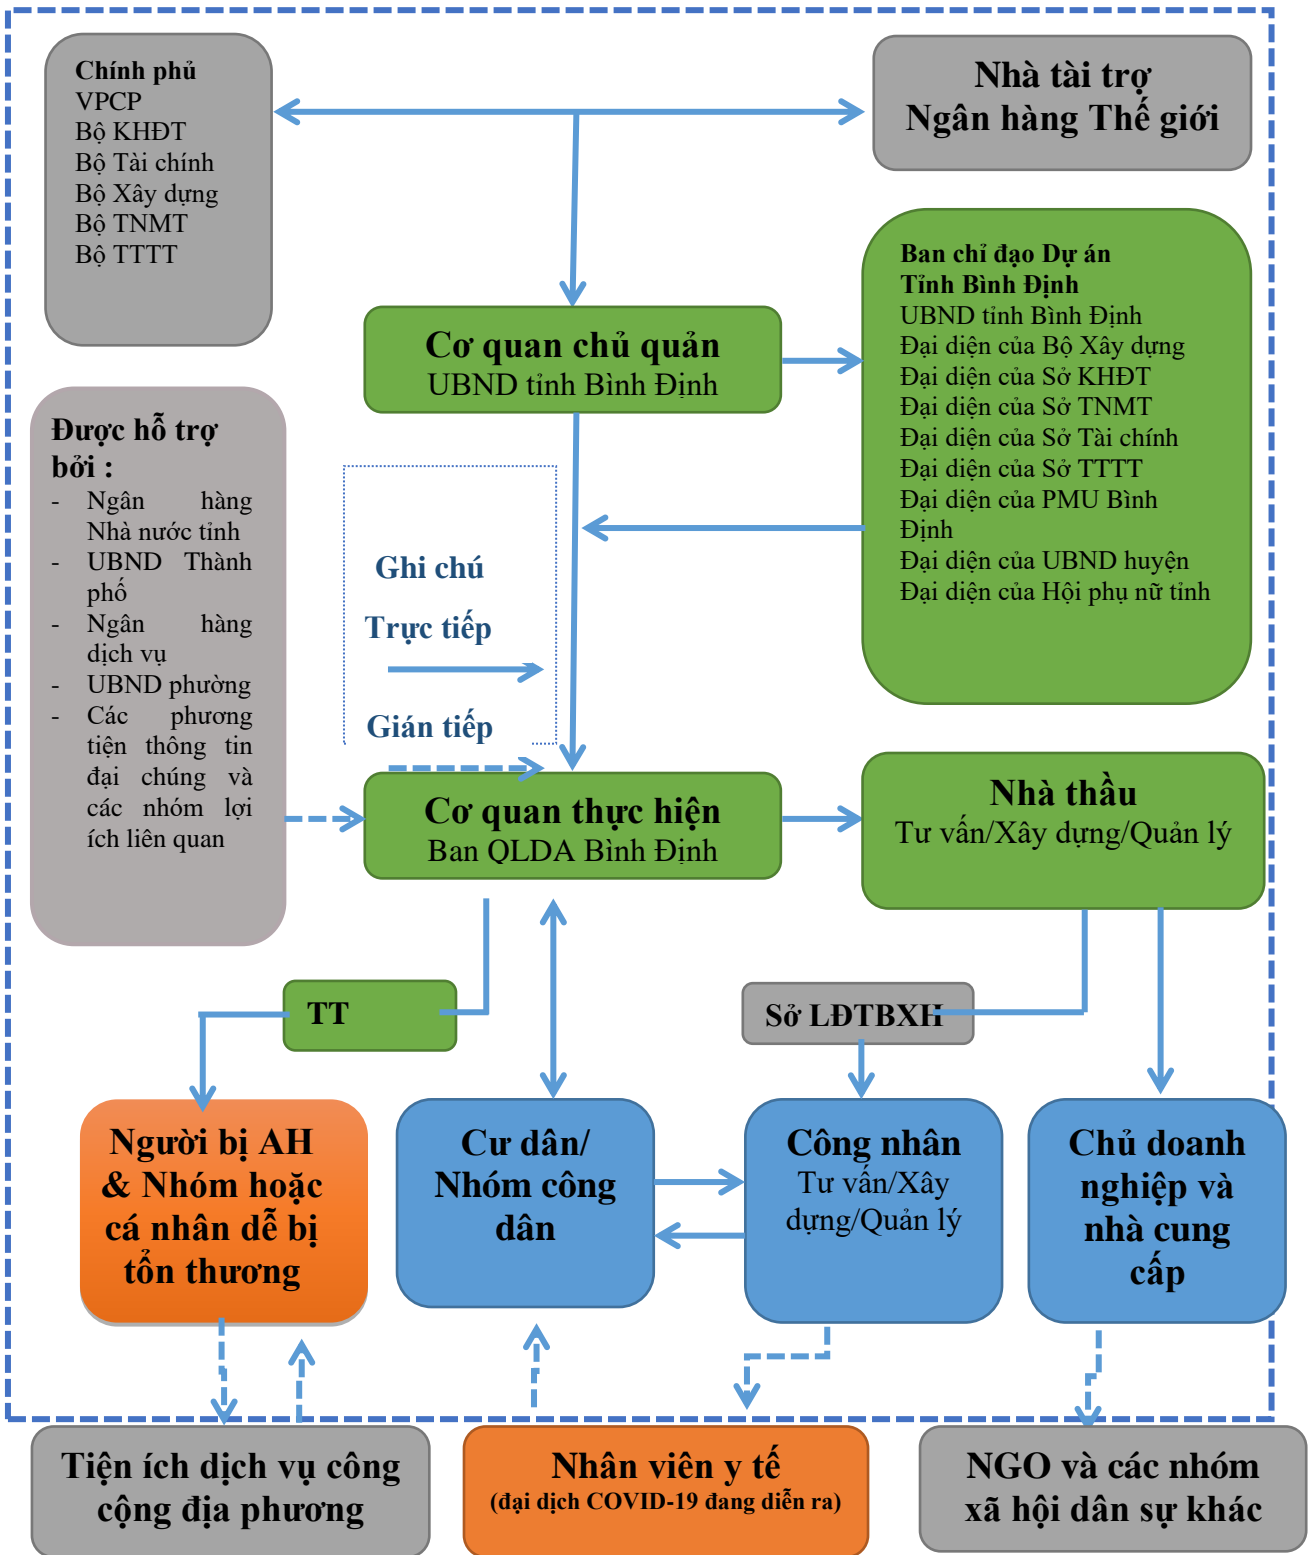 Chính phủ
VPCP
Bộ KHĐT
Bộ Tài chính
Bộ Xây dựng
Bộ TNMT
Bộ TTTT
Nhà tài trợ
Ngân hàng Thế giới
Cơ quan chủ quản
UBND tỉnh Bình Định
Ban chỉ đạo Dự án
Tỉnh Bình Định
UBND tỉnh Bình Định
Đại diện của Bộ Xây dựng
Đại diện của Sở KHĐT
Đại diện của Sở TNMT
Đại diện của Sở Tài chính
Đại diện của Sở TTTT
Đại diện của PMU Bình
Định
Đại diện của UBND huyện
Đại diện của Hội phụ nữ tỉnh
Được hỗ trợ
bởi :
- Ngân hàng
Nhà nước tỉnh
- UBND Thành
phố
- Ngân hàng
dịch vụ
- UBND phường
- Các phương
tiện thông tin
đại chúng và
các nhóm lợi
ích liên quan
Ghi chú
Trực tiếp
Gián tiếp
Cơ quan thực hiện
Ban QLDA Bình Định
Nhà thầu
Tư vấn/Xây dựng/Quản lý
TT
Sở LĐTBXH
Người bị AH
& Nhóm hoặc
cá nhân dễ bị
tổn thương
Cư dân/
Nhóm công
dân
Công nhân
Tư vấn/Xây
dựng/Quản lý
Chủ doanh
nghiệp và
nhà cung
cấp
Tiện ích dịch vụ công
cộng địa phương
Nhân viên y tế
(đại dịch COVID-19 đang diễn ra)
NGO và các nhóm
xã hội dân sự khác